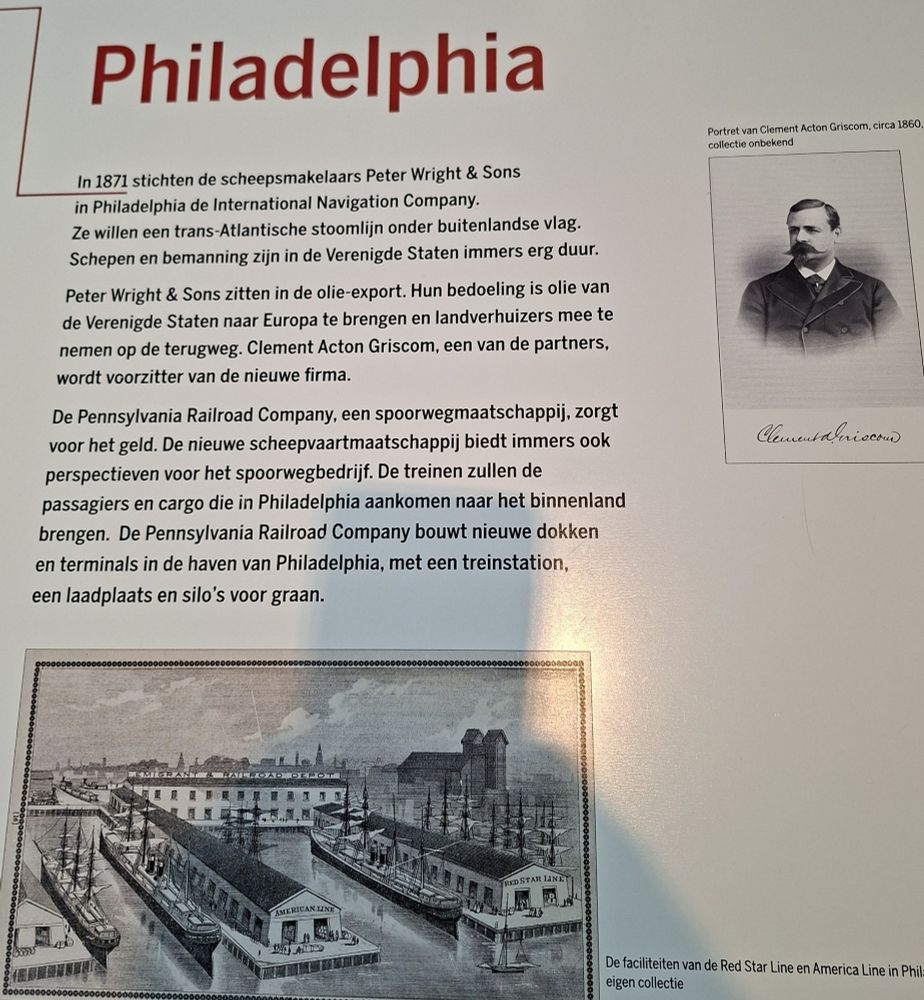 Philadelphia
In 1871 stichten de scheepsmakelaars Peter Wright & Sons
in Philadelphia de International Navigation Company.
Ze willen een trans-Atlantische stoomlijn onder buitenlandse vlag.
Schepen en bemanning zijn in de Verenigde Staten immers erg duur.
Peter Wright & Sons zitten in de olie-export. Hun bedoeling is olie van
de Verenigde Staten naar Europa te brengen en landverhuizers mee te
nemen op de terugweg. Clement Acton Griscom, een van de partners,
wordt voorzitter van de nieuwe firma.
De Pennsylvania Railroad Company, een spoorwegmaatschappij, zorgt
voor het geld. De nieuwe scheepvaartmaatschappij biedt immers ook
perspectieven voor het spoorwegbedrijf. De treinen zullen de
passagiers en cargo die in Philadelphia aankomen naar het binnenland
brengen. De Pennsylvania Railroad Company bouwt nieuwe dokken
en terminals in de haven van Philadelphia, met een treinstation,
een laadplaats en silo's voor graan.
Portret van Clement Acton Griscom, circa 1860,
collectie onbekend
Clement A Griscom
EMIGRANT & RAILROAD DEPOT
AMERICAN LINE
RED STAR LINE
De faciliteiten van de Red Star Line en America Line in Phil
eigen collectie